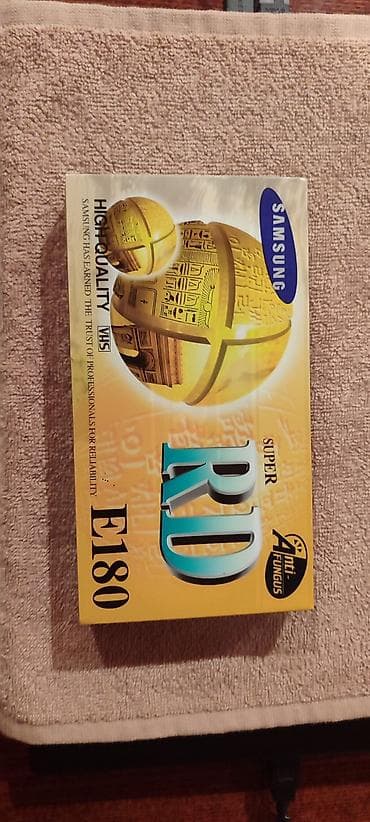 SAMSUNG
Anti-
FUNGUS
SUPER
RD
HIGH QUALITY VHS
E180
SAMSUNG HAS EARNED THE TRUST OF PROFESSIONALS FOR RELIABILITY